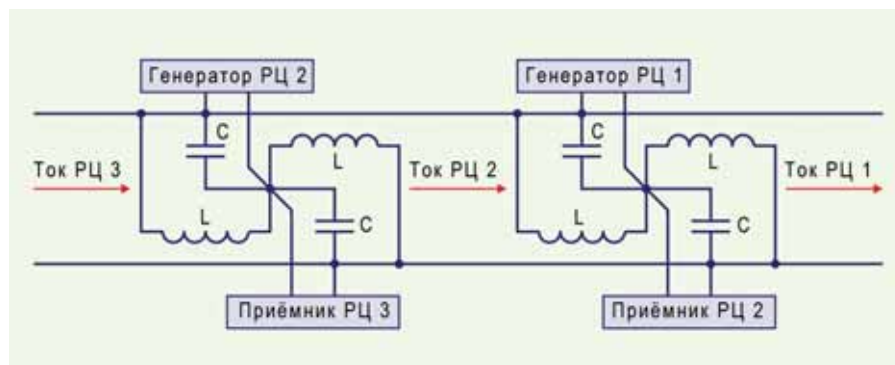 Генератор РЦ 2
Генератор РЦ 1
C
C
Ток РЦ 3
L
Ток РЦ 2
L
Ток РЦ 1
L
C
L
C
Приёмник РЦ 3
Приёмник РЦ 2